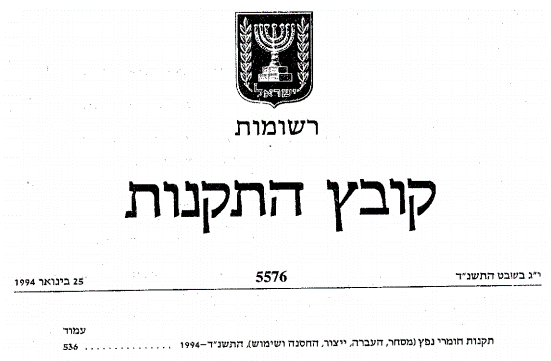 ישראל
רשומות
קובץ התקנות
י"ג בשבט התשנ"ד 5576 25 בינואר 1994
עמוד
תקנות חומרי נפץ (מסחר, העברה, ייצור, החסנה ושימוש), התשנ"ד–1994 . . . . . . . . . . . . . . . 536